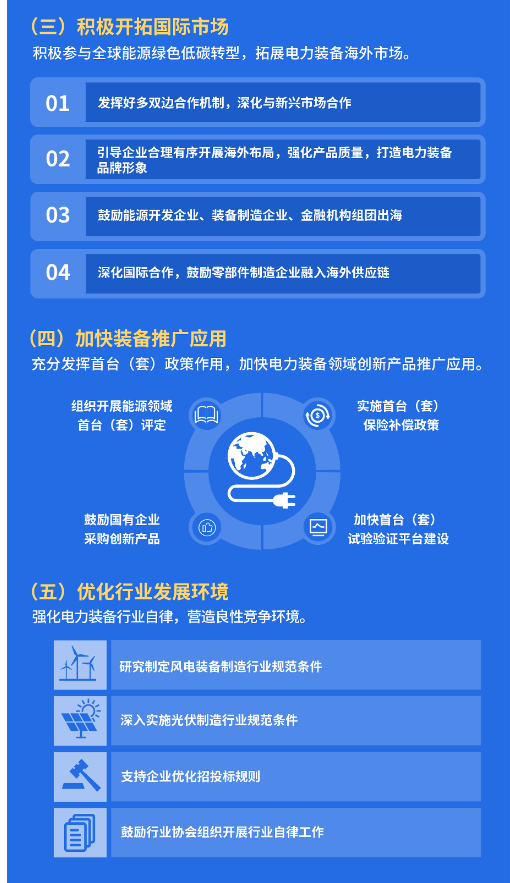 （三）积极开拓国际市场
积极参与全球能源绿色低碳转型，拓展电力装备海外市场。
01 发挥好多双边合作机制，深化与新兴市场合作
02 引导企业合理有序开展海外布局，强化产品质量，打造电力装备
品牌形象
03 鼓励能源开发企业、装备制造企业、金融机构组团出海
04 深化国际合作，鼓励零部件制造企业融入海外供应链
（四）加快装备推广应用
充分发挥首台（套）政策作用，加快电力装备领域创新产品推广应用。
组织开展能源领域
首台（套）评定
实施首台（套）
保险补偿政策
鼓励国有企业
采购创新产品
加快首台（套）
试验验证平台建设
（五）优化行业发展环境
强化电力装备行业自律，营造良性竞争环境。
研究制定风电装备制造行业规范条件
深入实施光伏制造行业规范条件
支持企业优化招投标规则
鼓励行业协会组织开展行业自律工作